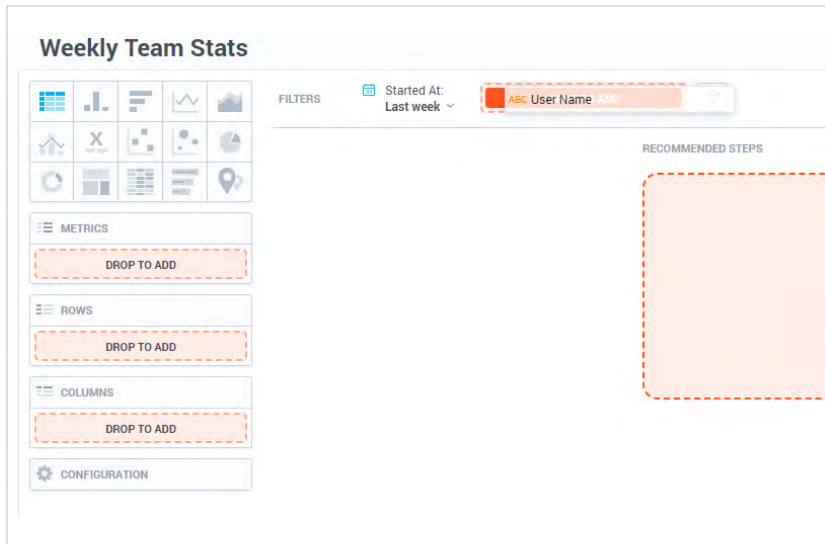 Weekly Team Stats
FILTERS
Started At:
Last week
ABC User Name ADD
RECOMMENDED STEPS
METRICS
DROP TO ADD
ROWS
DROP TO ADD
COLUMNS
DROP TO ADD
CONFIGURATION